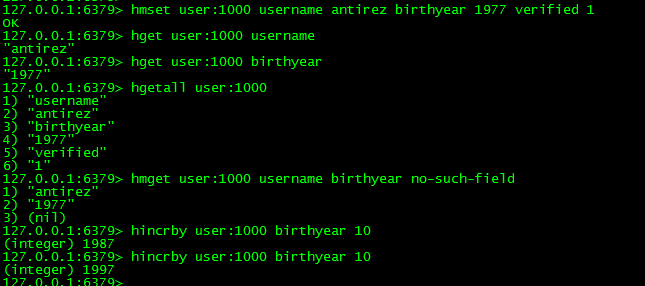 127.0.0.1:6379> hmset user:1000 username antirez birthyear 1977 verified 1
OK
127.0.0.1:6379> hget user:1000 username
"antirez"
127.0.0.1:6379> hget user:1000 birthyear
"1977"
127.0.0.1:6379> hgetall user:1000
1) "username"
2) "antirez"
3) "birthyear"
4) "1977"
5) "verified"
6) "1"
127.0.0.1:6379> hmget user:1000 username birthyear no-such-field
1) "antirez"
2) "1977"
3) (nil)
127.0.0.1:6379> hincrby user:1000 birthyear 10
(integer) 1987
127.0.0.1:6379> hincrby user:1000 birthyear 10
(integer) 1997
127.0.0.1:6379>